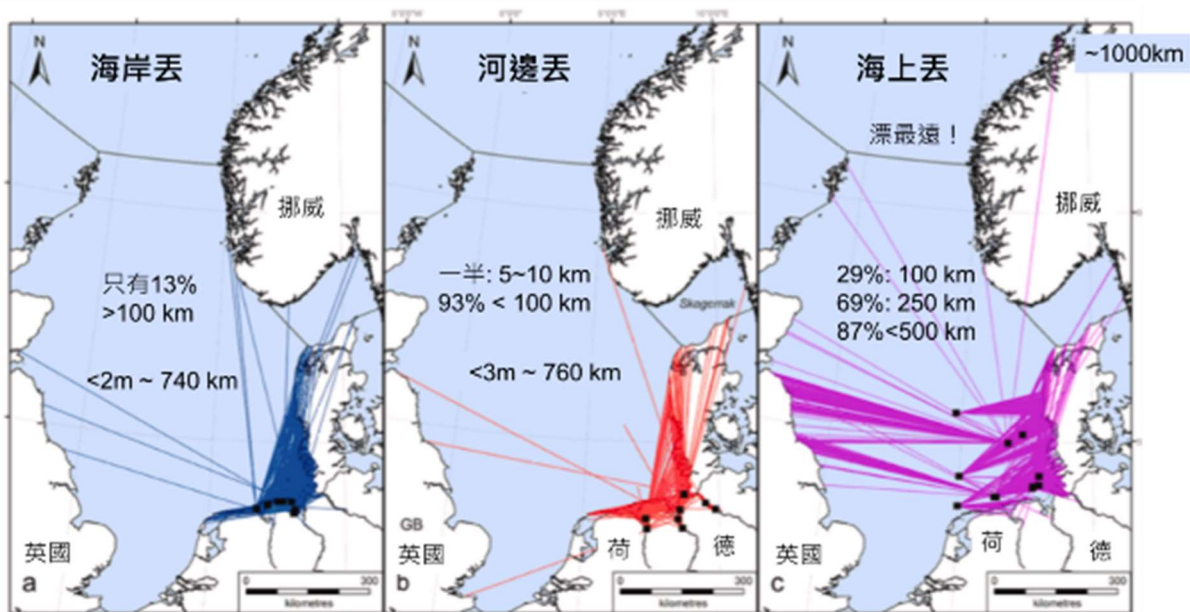 N
海岸丟
挪威
只有13%
>100 km
<2m ~ 740 km
英國
a
300
kilometres
N
河邊丟
挪威
一半: 5~10 km
93% < 100 km
Skagerrak
<3m ~ 760 km
GB
英國
荷
德
b
300
kilometres
N
海上丟
~1000km
漂最遠！
挪威
29%: 100 km
69%: 250 km
87%<500 km
英國
荷
德
c
300
kilometres